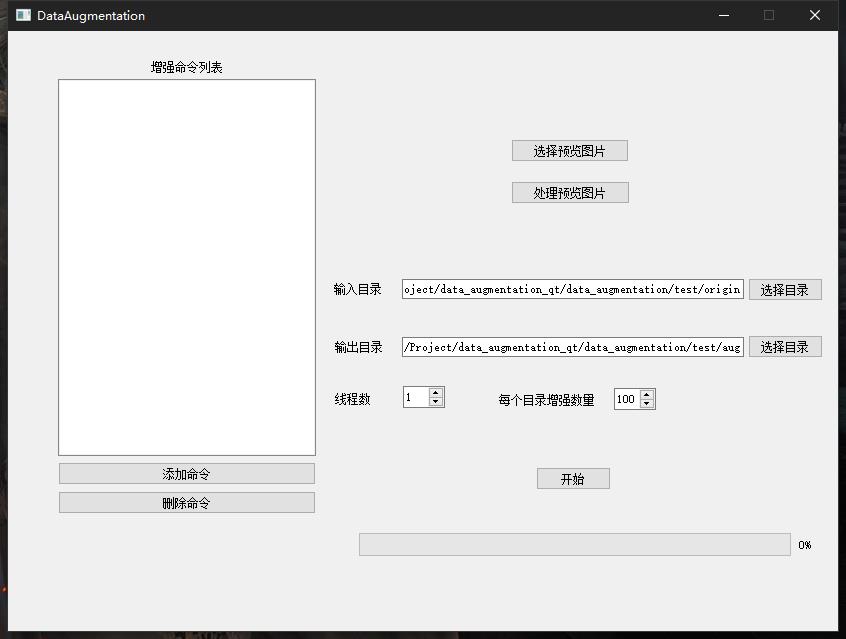 DataAugmentation
增强命令列表
选择预览图片
处理预览图片
输入目录 oject/data_augmentation_qt/data_augmentation/test/origin 选择目录
输出目录 /Project/data_augmentation_qt/data_augmentation/test/aug 选择目录
线程数 1 每个目录增强数量 100
添加命令
开始
删除命令
0%